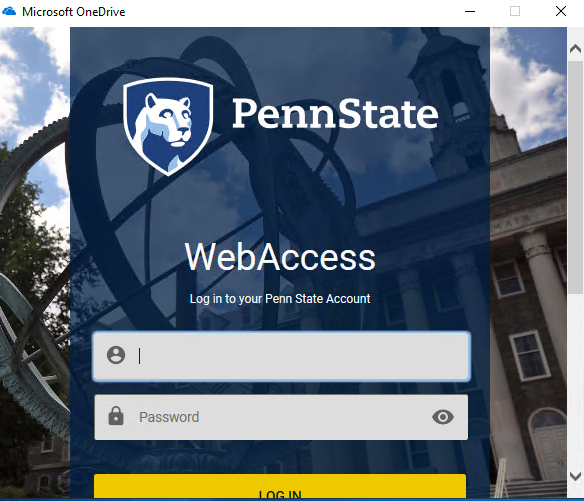 Microsoft OneDrive
PennState
WebAccess
Log in to your Penn State Account
Password
LOG IN